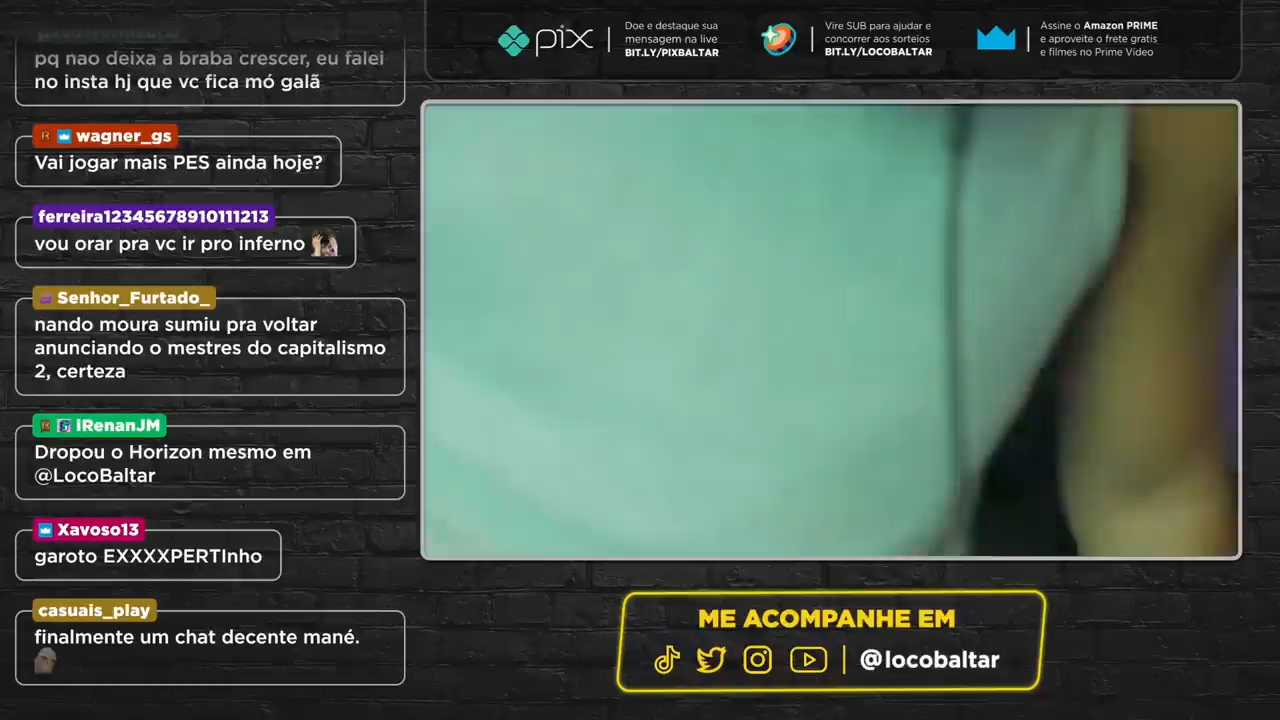 pq nao deixa a braba crescer, eu falei
no insta hj que vc fica mó galã
wagner_gs
Vai jogar mais PES ainda hoje?
ferreira12345678910111213
vou orar pra vc ir pro inferno
Senhor_Furtado_
nando moura sumiu pra voltar
anunciando o mestres do capitalismo
2, certeza
iRenanJM
Dropou o Horizon mesmo em
@LocoBaltar
Xavoso13
garoto EXXXXPERTInho
casuais_play
finalmente um chat decente mané.
pix
Doe e destaque sua
mensagem na live
BIT.LY/PIXBALTAR
Vire SUB para ajudar e
concorrer aos sorteios
BIT.LY/LOCOBALTAR
Assine o Amazon PRIME
e aproveite o frete gratis
e filmes no Prime Video
ME ACOMPANHE EM
@locobaltar